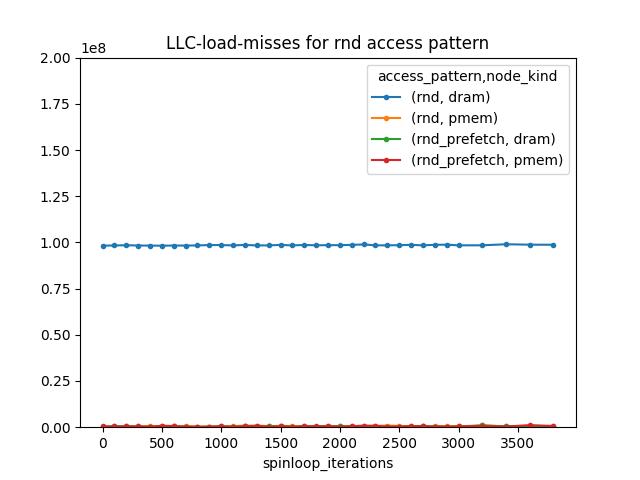 LLC-load-misses for rnd access pattern
1e8
2.00
1.75
1.50
1.25
1.00
0.75
0.50
0.25
0.00
access_pattern,node_kind
(rnd, dram)
(rnd, pmem)
(rnd_prefetch, dram)
(rnd_prefetch, pmem)
0 500 1000 1500 2000 2500 3000 3500
spinloop_iterations